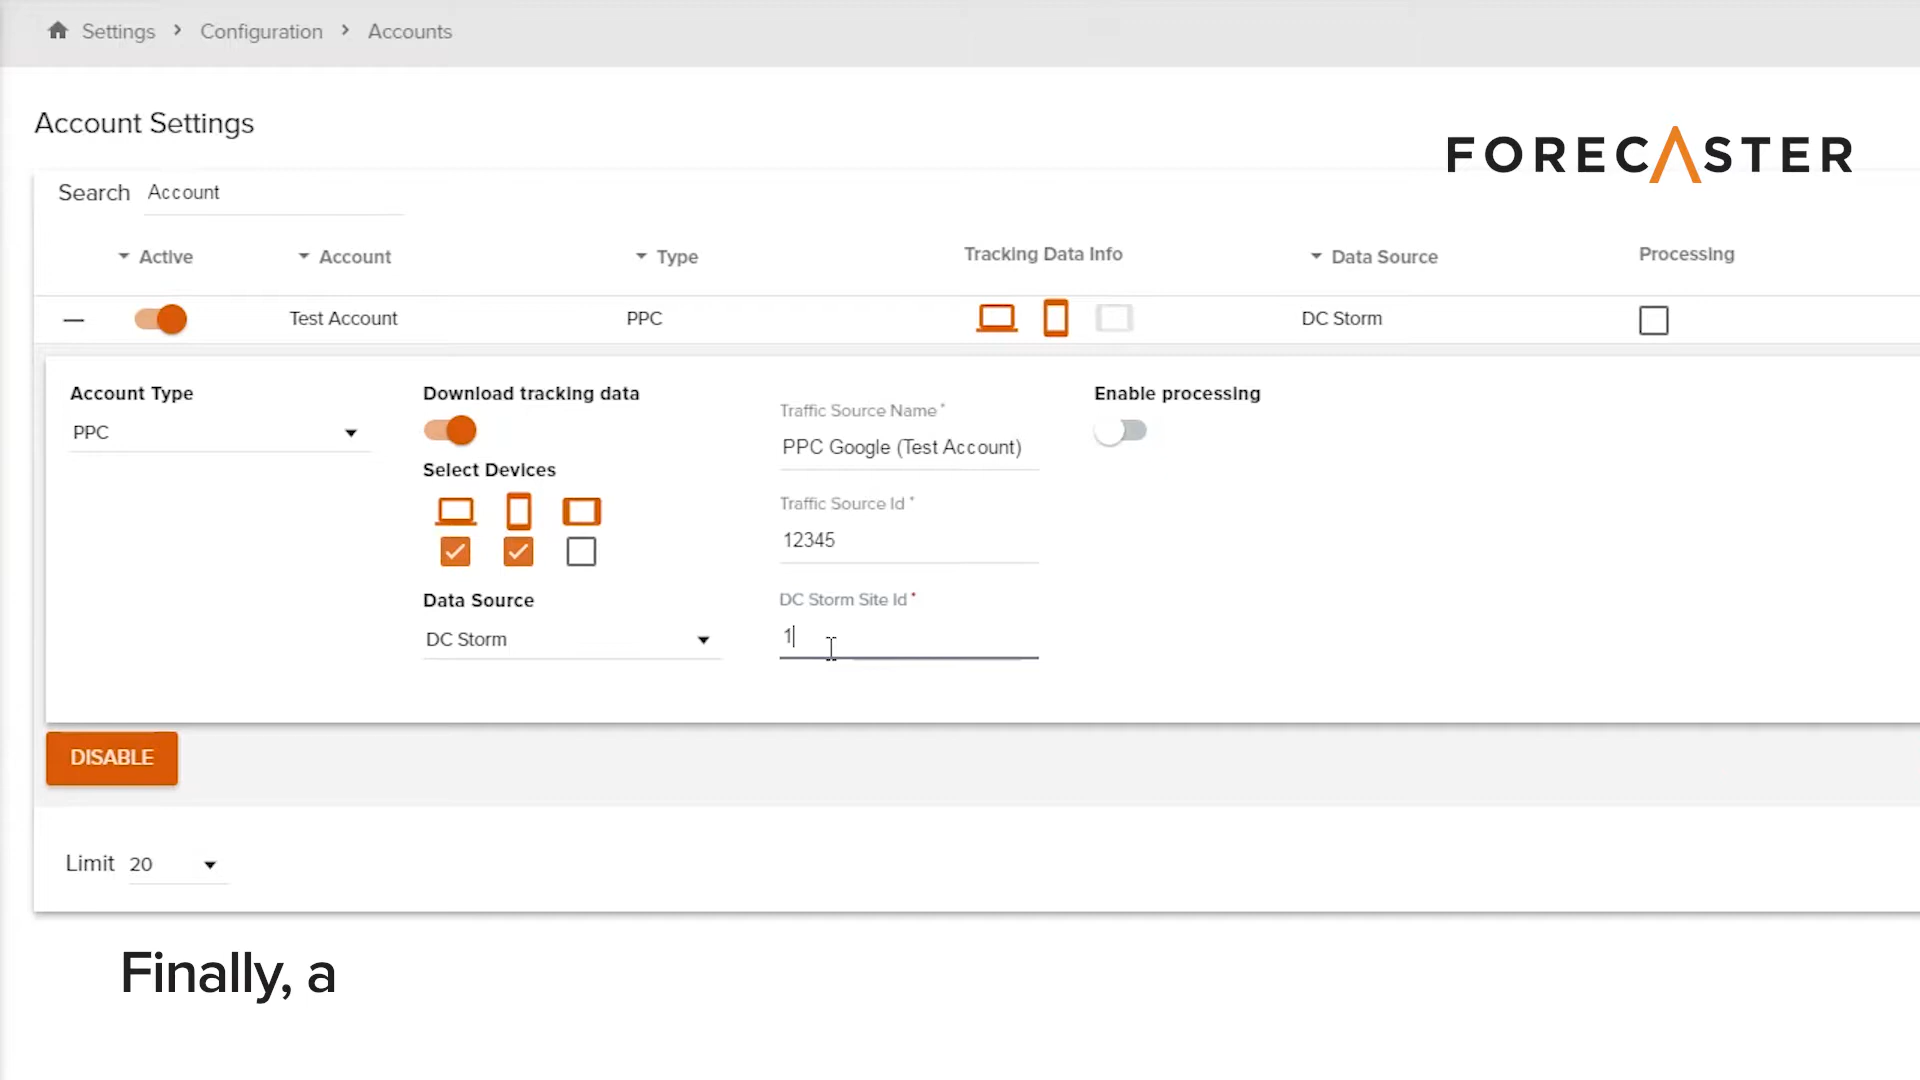 Settings > Configuration > Accounts
Account Settings
FORECASTER
Search Account
Active Account Type Tracking Data Info Data Source Processing
Test Account PPC DC Storm
Account Type
PPC
Download tracking data
Select Devices
Data Source
DC Storm
Traffic Source Name *
PPC Google (Test Account)
Traffic Source Id *
12345
DC Storm Site Id *
1
Enable processing
DISABLE
Limit 20
Finally, a